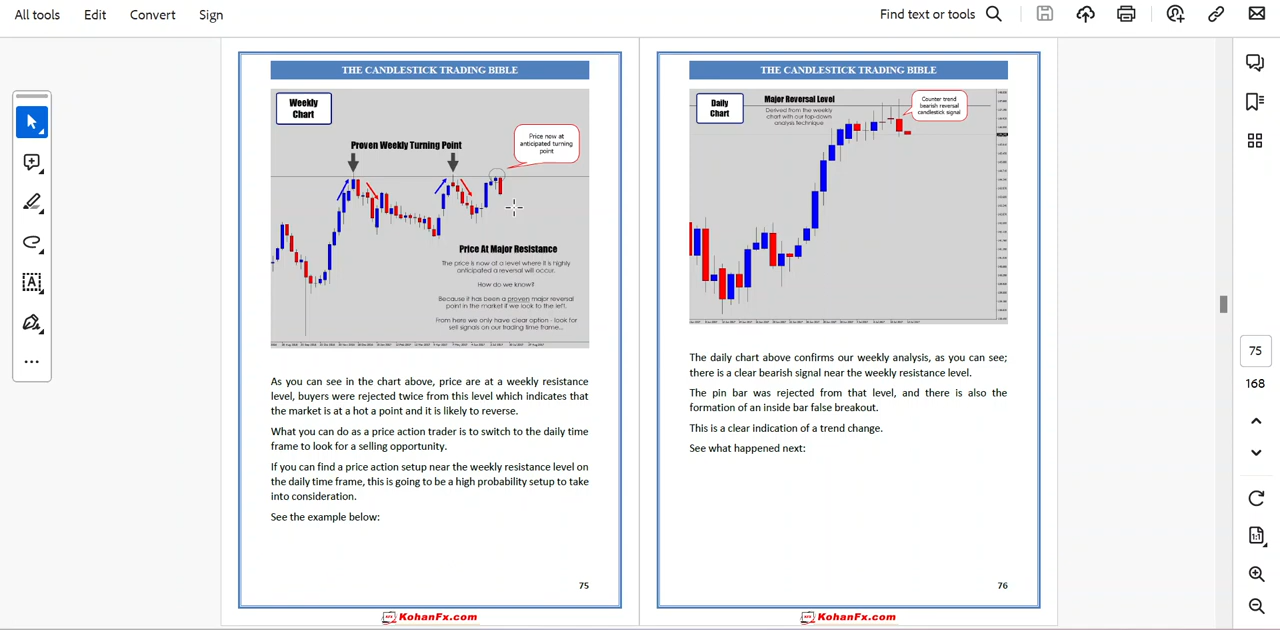 All tools Edit Convert Sign Find text or tools
THE CANDLESTICK TRADING BIBLE
Weekly
Chart
Price now at
anticipated turning
point
Proven Weekly Turning Point
Price At Major Resistance
The price is now at a level where it is highly
anticipated a reversal will occur.
How do we know?
Because it has been a proven major reversal
point in the market if we look to the left.
From here we only have clear option - look for
sell signals on our trading time frame...
As you can see in the chart above, price are at a weekly resistance
level, buyers were rejected twice from this level which indicates that
the market is at a hot a point and it is likely to reverse.
What you can do as a price action trader is to switch to the daily time
frame to look for a selling opportunity.
If you can find a price action setup near the weekly resistance level on
the daily time frame, this is going to be a high probability setup to take
into consideration.
See the example below:
75
KohanFx.com
THE CANDLESTICK TRADING BIBLE
Daily
Chart
Major Reversal Level
Derived from the weekly
chart with our top-down
analysis technique
Counter trend
bearish reversal
candlestick signal
The daily chart above confirms our weekly analysis, as you can see;
there is a clear bearish signal near the weekly resistance level.
The pin bar was rejected from that level, and there is also the
formation of an inside bar false breakout.
This is a clear indication of a trend change.
See what happened next:
76
KohanFx.com
75
168
1:1